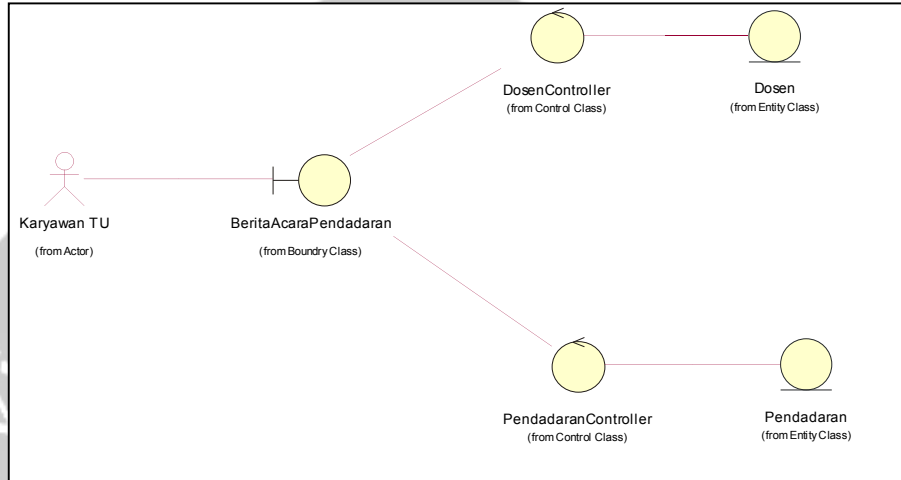 DosenController
(from Control Class)
Dosen
(from Entity Class)
Karyawan TU
(from Actor)
BeritaAcaraPendadaran
(from Boundry Class)
PendadaranController
(from Control Class)
Pendadaran
(from Entity Class)